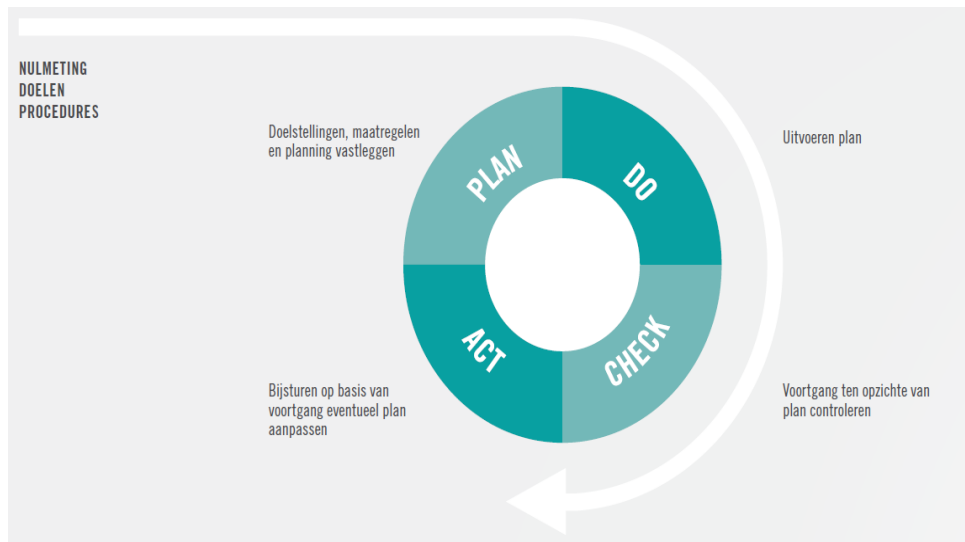 NULMETING
DOELEN
PROCEDURES
Doelstellingen, maatregelen
en planning vastleggen
PLAN
DO
Uitvoeren plan
ACT
CHECK
Bijsturen op basis van
voortgang eventueel plan
aanpassen
Voortgang ten opzichte van
plan controleren